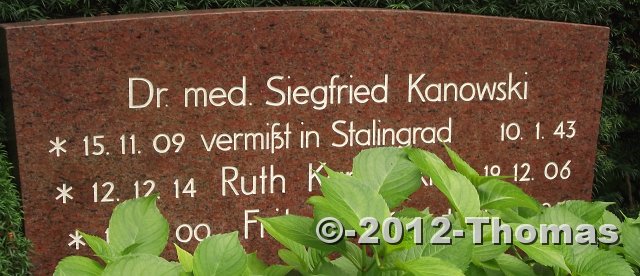 Dr. med. Siegfried Kanowski
* 15. 11. 09 vermißt in Stalingrad 10. 1. 43
* 12. 12. 14 Ruth 12. 06
* 00
©-2012-Thomas